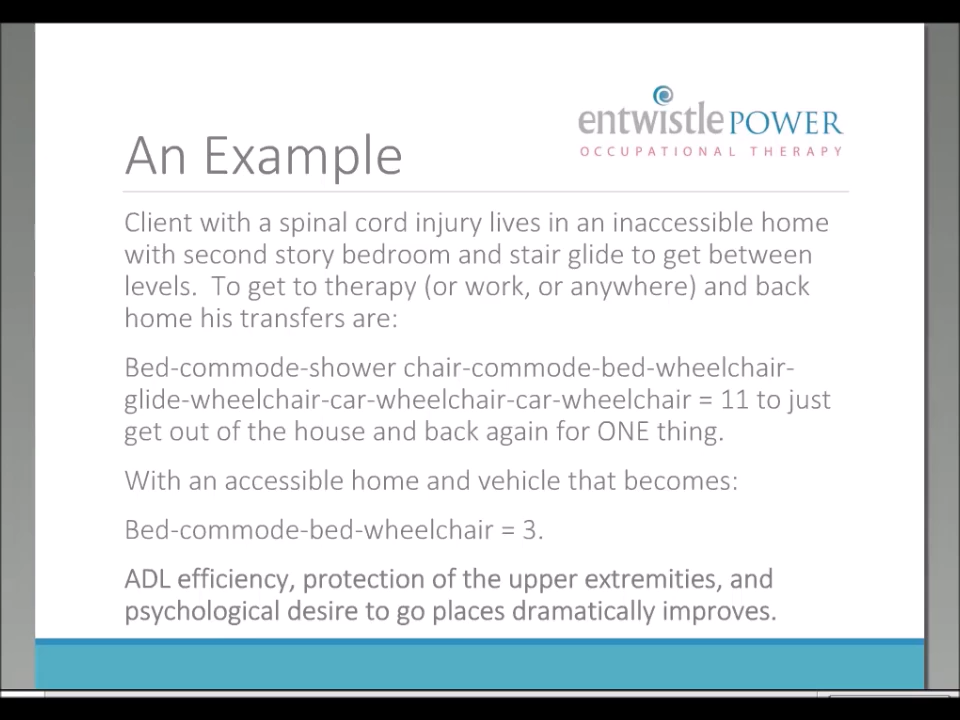 entwistle POWER
OCCUPATIONAL THERAPY
An Example
Client with a spinal cord injury lives in an inaccessible home
with second story bedroom and stair glide to get between
levels.  To get to therapy (or work, or anywhere) and back
home his transfers are:
Bed-commode-shower chair-commode-bed-wheelchair-
glide-wheelchair-car-wheelchair-car-wheelchair = 11 to just
get out of the house and back again for ONE thing.
With an accessible home and vehicle that becomes:
Bed-commode-bed-wheelchair = 3.
ADL efficiency, protection of the upper extremities, and
psychological desire to go places dramatically improves.